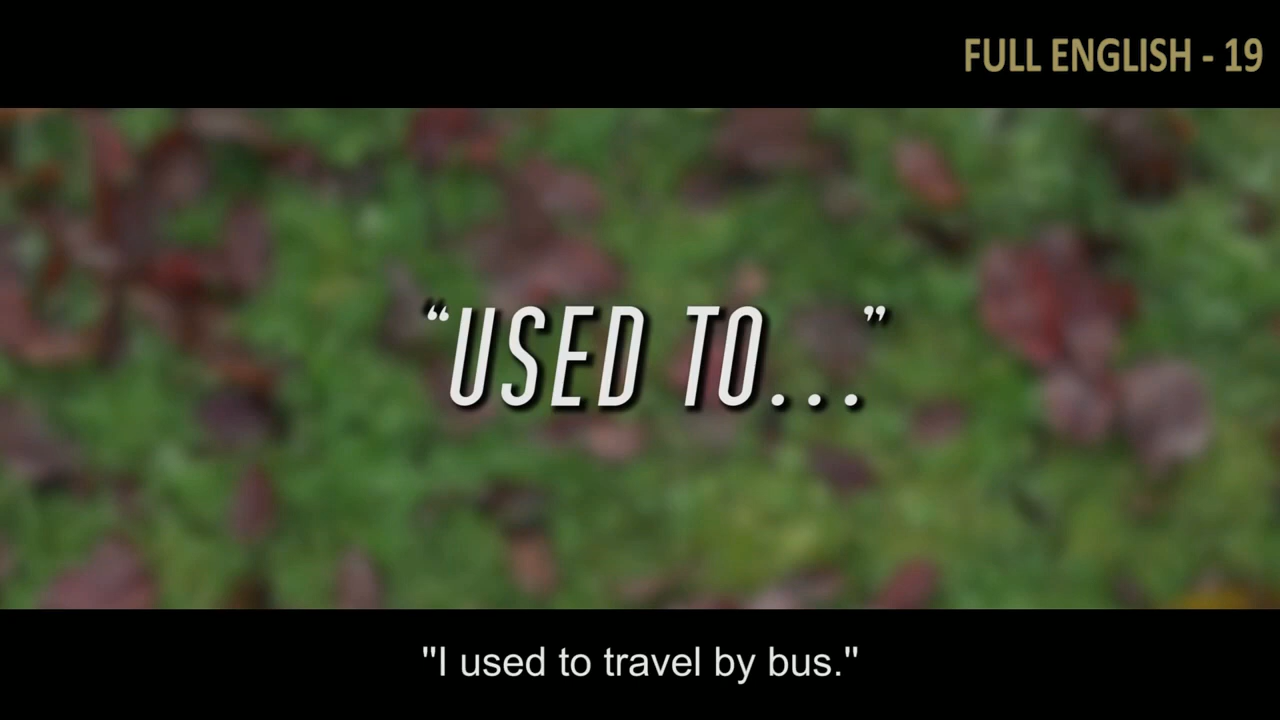 FULL ENGLISH - 19
“USED TO...”
"I used to travel by bus."